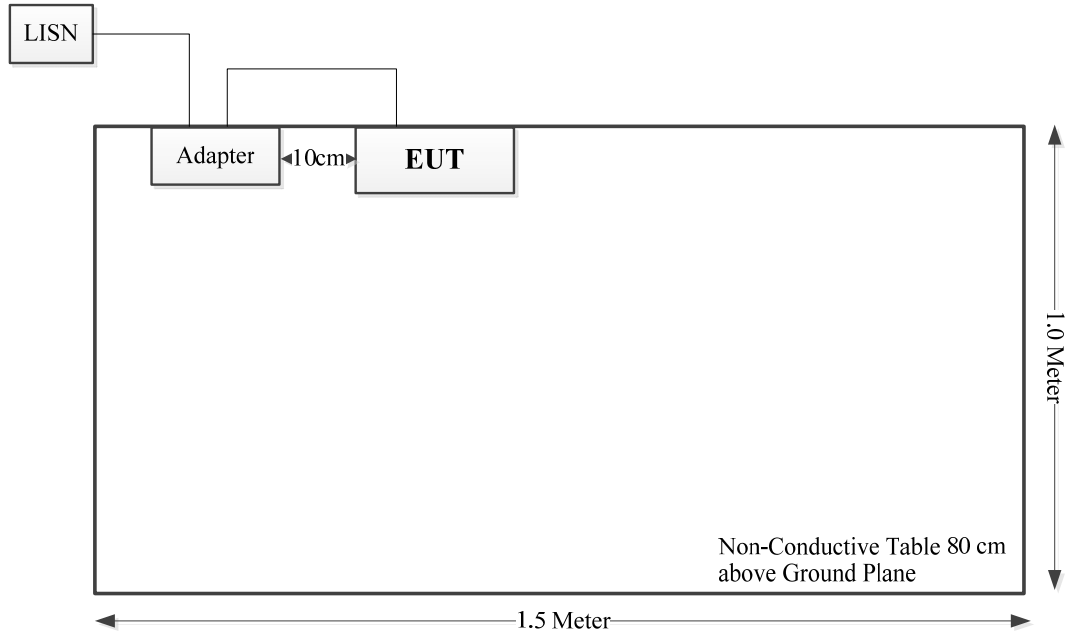 LISN
Adapter
10cm
EUT
1.0 Meter
Non-Conductive Table 80 cm
above Ground Plane
1.5 Meter